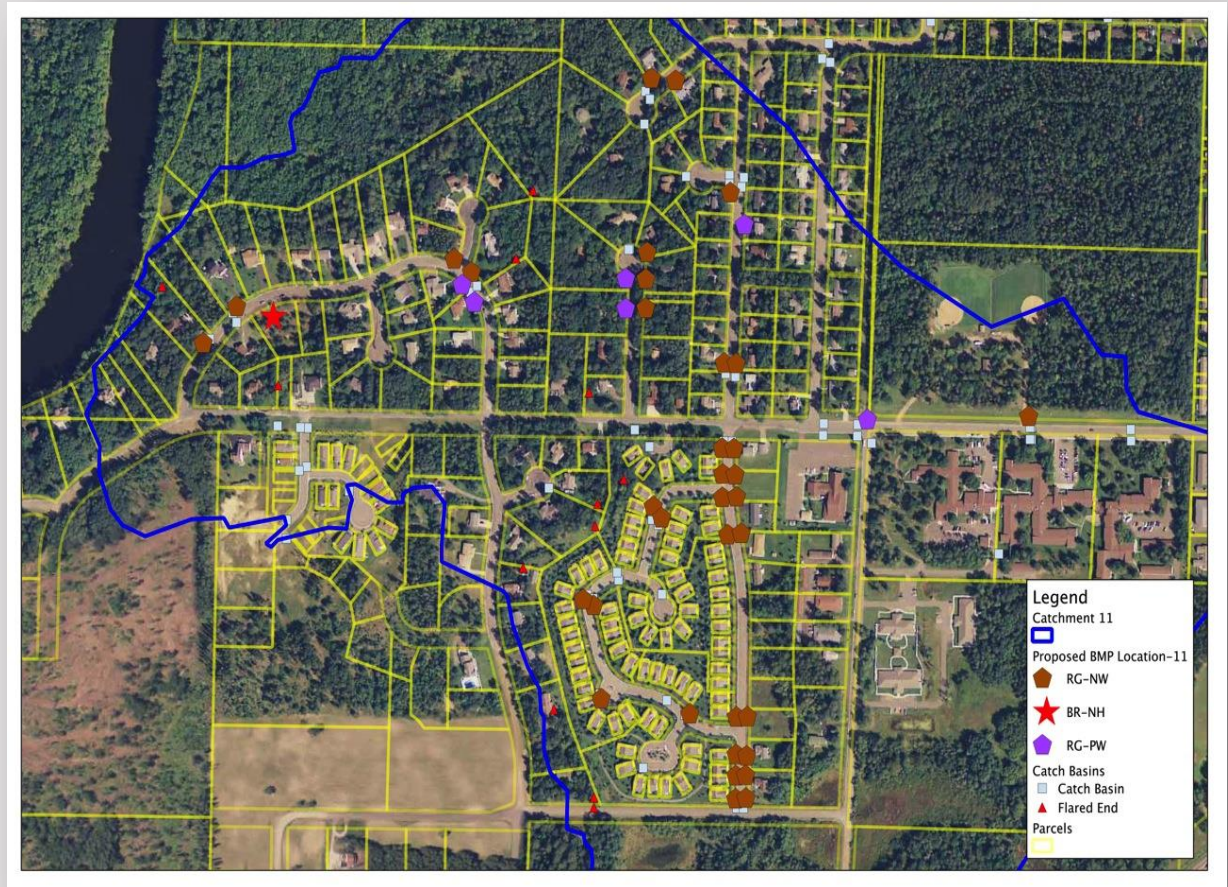 Legend
Catchment 11
Proposed BMP Location-11
RG-NW
BR-NH
RG-PW
Catch Basins
Catch Basin
Flared End
Parcels